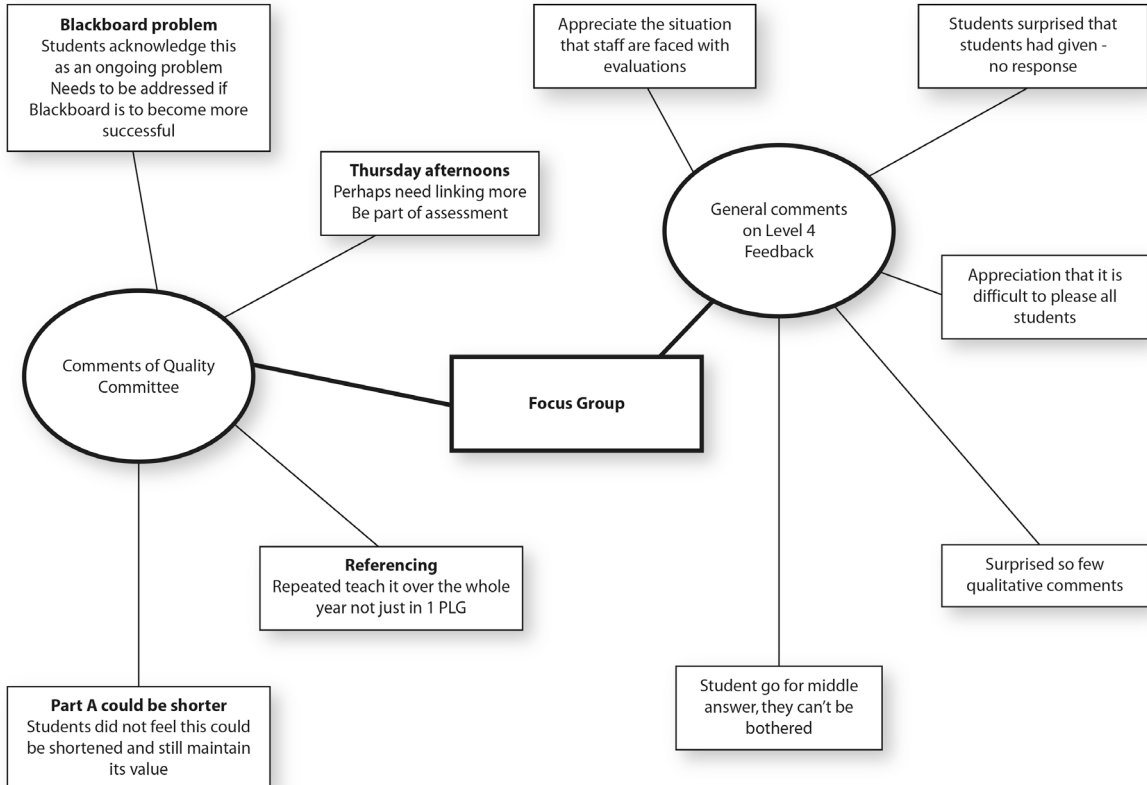 Blackboard problem
Students acknowledge this
as an ongoing problem
Needs to be addressed if
Blackboard is to become more
successful
Thursday afternoons
Perhaps need linking more
Be part of assessment
Comments of Quality
Committee
Referencing
Repeated teach it over the whole
year not just in 1 PLG
Part A could be shorter
Students did not feel this could
be shortened and still maintain
its value
Focus Group
Appreciate the situation
that staff are faced with
evaluations
Students surprised that
students had given -
no response
General comments
on Level 4
Feedback
Appreciation that it is
difficult to please all
students
Surprised so few
qualitative comments
Student go for middle
answer, they can't be
bothered